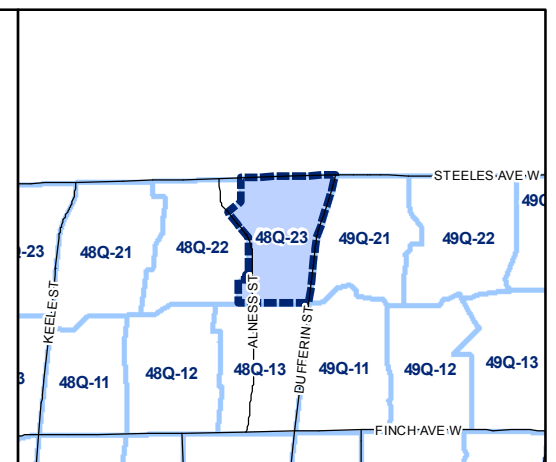 STEELES AVE W
49Q
-23
48Q-21
48Q-22
48Q-23
49Q-21
49Q-22
KEELE ST
ALNESS ST
DUFFERIN ST
3
48Q-11
48Q-12
48Q-13
49Q-11
49Q-12
49Q-13
FINCH AVE W